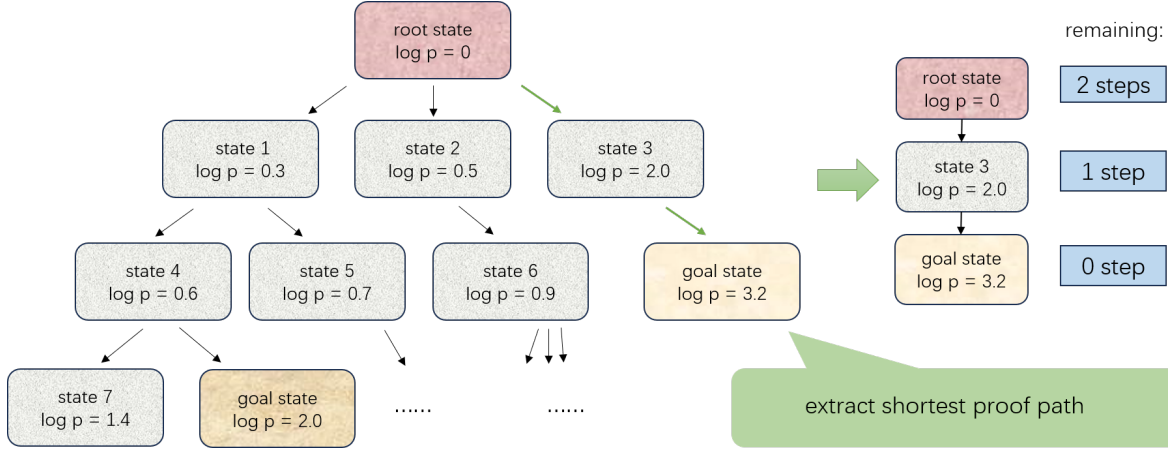 root state
log p = 0
state 1
log p = 0.3
state 2
log p = 0.5
state 3
log p = 2.0
state 4
log p = 0.6
state 5
log p = 0.7
state 6
log p = 0.9
goal state
log p = 3.2
state 7
log p = 1.4
goal state
log p = 2.0
......
......
remaining:
root state
log p = 0
2 steps
state 3
log p = 2.0
1 step
goal state
log p = 3.2
0 step
extract shortest proof path